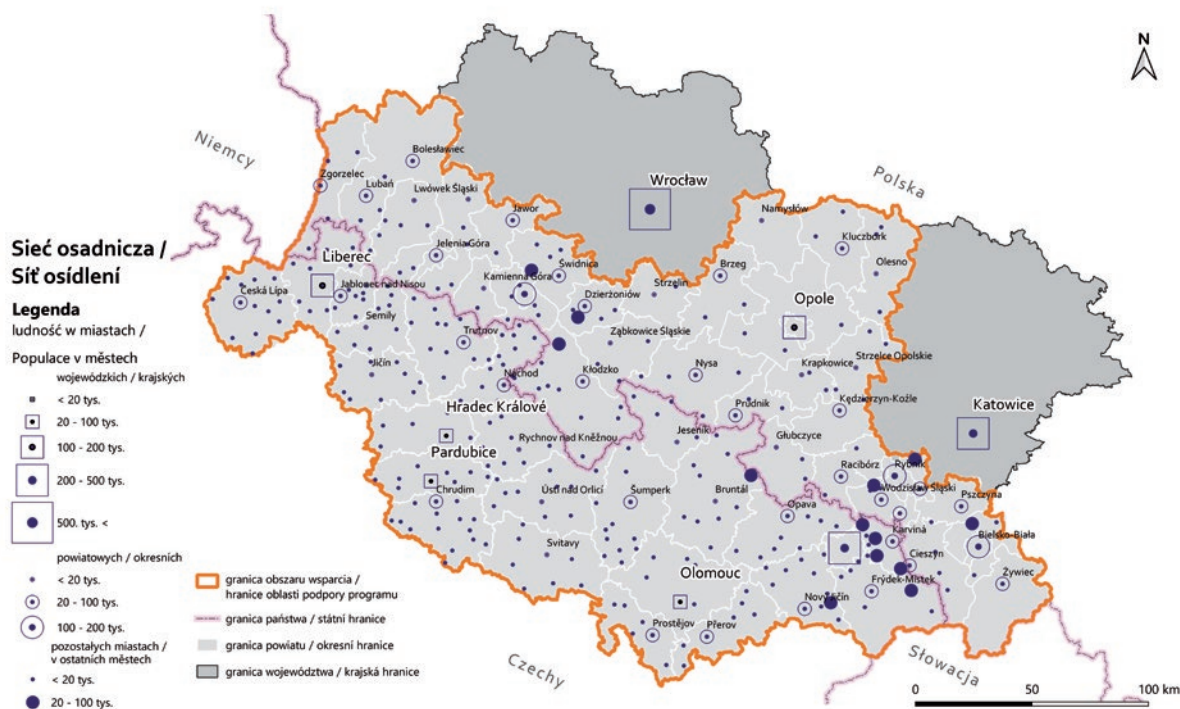 N
Niemcy
Polska
Czechy
Słowacja
Bolesławiec
Zgorzelec
Lubań
Lwówek Śląski
Wrocław
Jawor
Namysłów
Kluczbork
Olesno
Jelenia Góra
Liberec
Jablonec nad Nisou
Česká Lípa
Kamienna Góra
Świdnica
Strzelin
Brzeg
Dzierżoniów
Opole
Semily
Trutnov
Ząbkowice Śląskie
Jičín
Náchod
Kłodzko
Nysa
Krapkowice
Strzelce Opolskie
Hradec Králové
Prudnik
Kędzierzyn-Koźle
Katowice
Rychnov nad Kněžnou
Jeseník
Głubczyce
Pardubice
Racibórz
Rybnik
Wodzisław Śląski
Pszczyna
Chrudim
Ústí nad Orlicí
Šumperk
Bruntál
Opava
Karviná
Bielsko-Biała
Svitavy
Cieszyn
Olomouc
Frýdek-Místek
Żywiec
Nový Jičín
Prostějov
Přerov
Sieć osadnicza /
Síť osídlení
Legenda
ludność w miastach /
Populace v městech
wojewódzkich / krajských
< 20 tys.
20 - 100 tys.
100 - 200 tys.
200 - 500 tys.
500. tys. <
powiatowych / okresních
< 20 tys.
20 - 100 tys.
100 - 200 tys.
pozostałych miastach /
v ostatních městech
< 20 tys.
20 - 100 tys.
granica obszaru wsparcia /
hranice oblasti podpory programu
granica państwa / státní hranice
granica powiatu / okresní hranice
granica województwa / krajská hranice
0 50 100 km